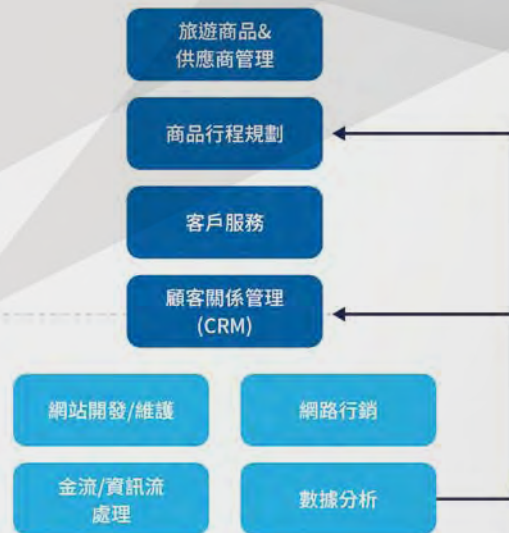 旅遊商品&
供應商管理
商品行程規劃
客戶服務
顧客關係管理
(CRM)
網站開發/維護
網路行銷
金流/資訊流
處理
數據分析